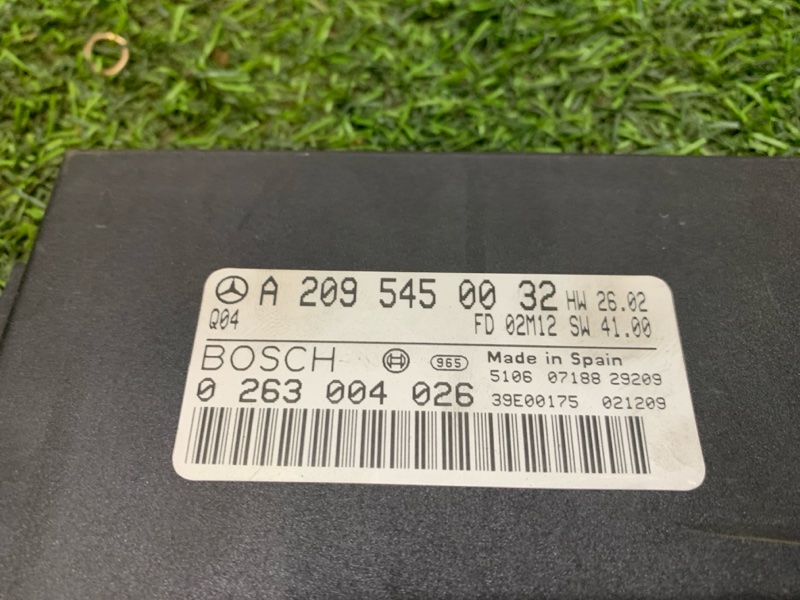 A 209 545 00 32 HW 26.02
Q04 FD 02M12 SW 41.00
BOSCH 965 Made in Spain
5106 07188 29209
0 263 004 026 39E00175 021209